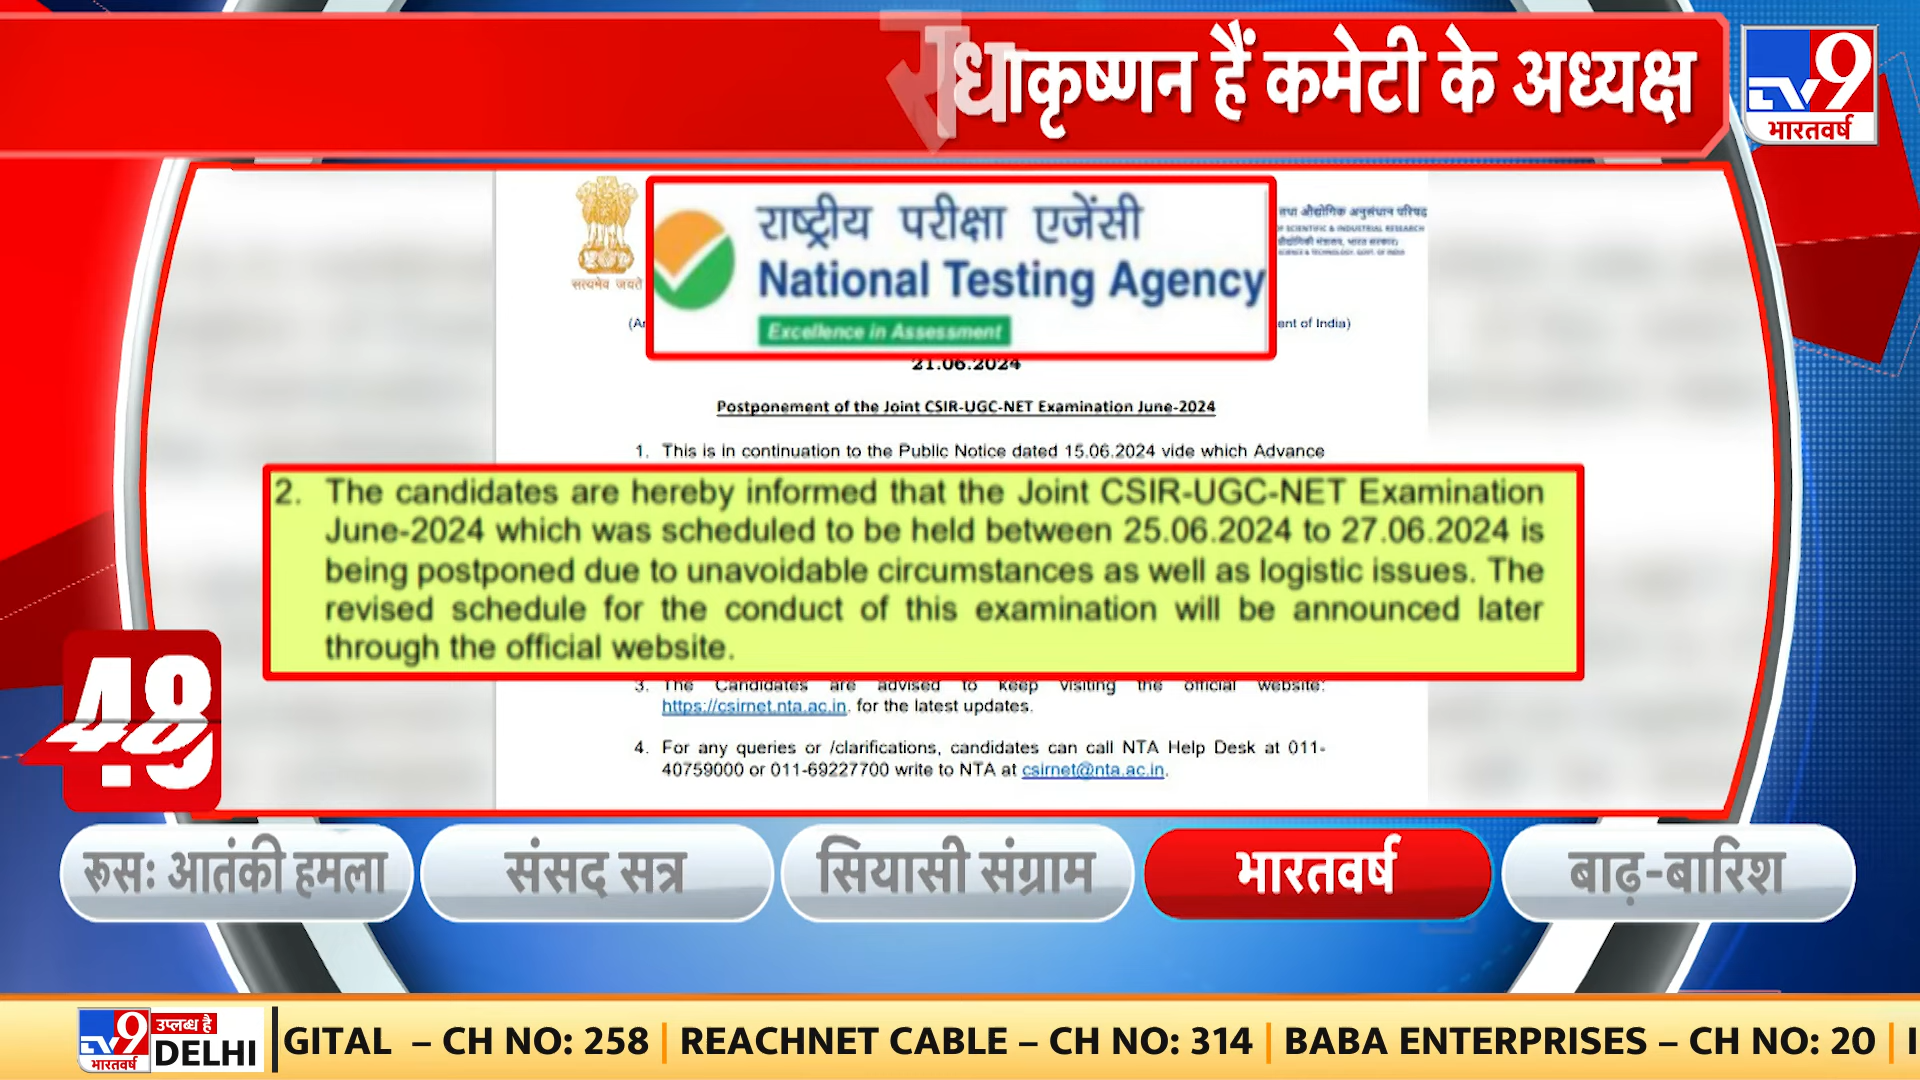 राधाकृष्णन हैं कमेटी के अध्यक्ष
TV9
भारतवर्ष
सत्यमेव जयते
राष्ट्रीय परीक्षा एजेंसी
National Testing Agency
Excellence in Assessment
तथा औद्योगिक अनुसंधान परिषद
OF SCIENTIFIC & INDUSTRIAL RESEARCH
ent of India)
21.06.2024
Postponement of the Joint CSIR-UGC-NET Examination June-2024
1. This is in continuation to the Public Notice dated 15.06.2024 vide which Advance
2. The candidates are hereby informed that the Joint CSIR-UGC-NET Examination
June-2024 which was scheduled to be held between 25.06.2024 to 27.06.2024 is
being postponed due to unavoidable circumstances as well as logistic issues. The
revised schedule for the conduct of this examination will be announced later
through the official website.
3. The Candidates are advised to keep visiting the official website:
https://csirnet.nta.ac.in. for the latest updates.
4. For any queries or /clarifications, candidates can call NTA Help Desk at 011-
40759000 or 011-69227700 write to NTA at csirnet@nta.ac.in.
रूस: आतंकी हमला
संसद सत्र
सियासी संग्राम
भारतवर्ष
बाढ़-बारिश
TV9
भारतवर्ष
उपलब्ध है
DELHI
GITAL – CH NO: 258 | REACHNET CABLE – CH NO: 314 | BABA ENTERPRISES – CH NO: 20 | I